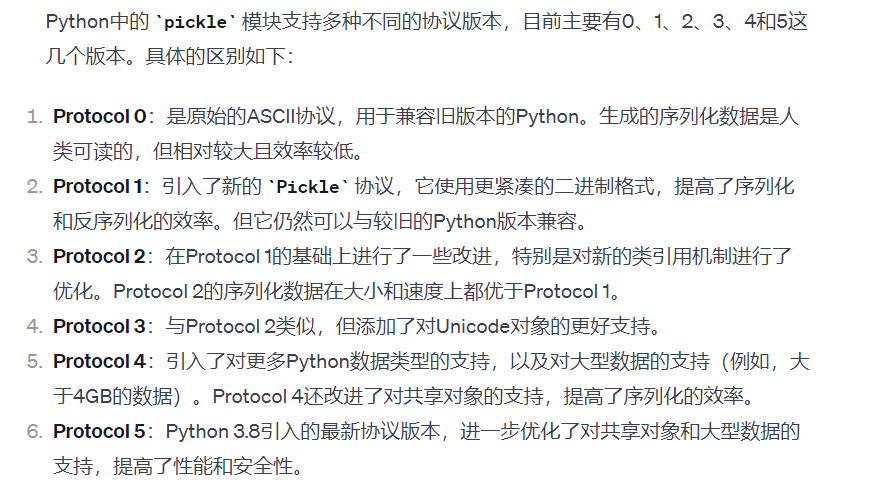 Python中的 `pickle` 模块支持多种不同的协议版本，目前主要有0、1、2、3、4和5这
几个版本。具体的区别如下：
1. Protocol 0：是原始的ASCII协议，用于兼容旧版本的Python。生成的序列化数据是人
类可读的，但相对较大且效率较低。
2. Protocol 1：引入了新的 `Pickle` 协议，它使用更紧凑的二进制格式，提高了序列化
和反序列化的效率。但它仍然可以与较旧的Python版本兼容。
3. Protocol 2：在Protocol 1的基础上进行了一些改进，特别是对新的类引用机制进行了
优化。Protocol 2的序列化数据在大小和速度上都优于Protocol 1。
4. Protocol 3：与Protocol 2类似，但添加了对Unicode对象的更好支持。
5. Protocol 4：引入了对更多Python数据类型的支持，以及对大型数据的支持（例如，大
于4GB的数据）。Protocol 4还改进了对共享对象的支持，提高了序列化的效率。
6. Protocol 5：Python 3.8引入的最新协议版本，进一步优化了对共享对象和大型数据的
支持，提高了性能和安全性。